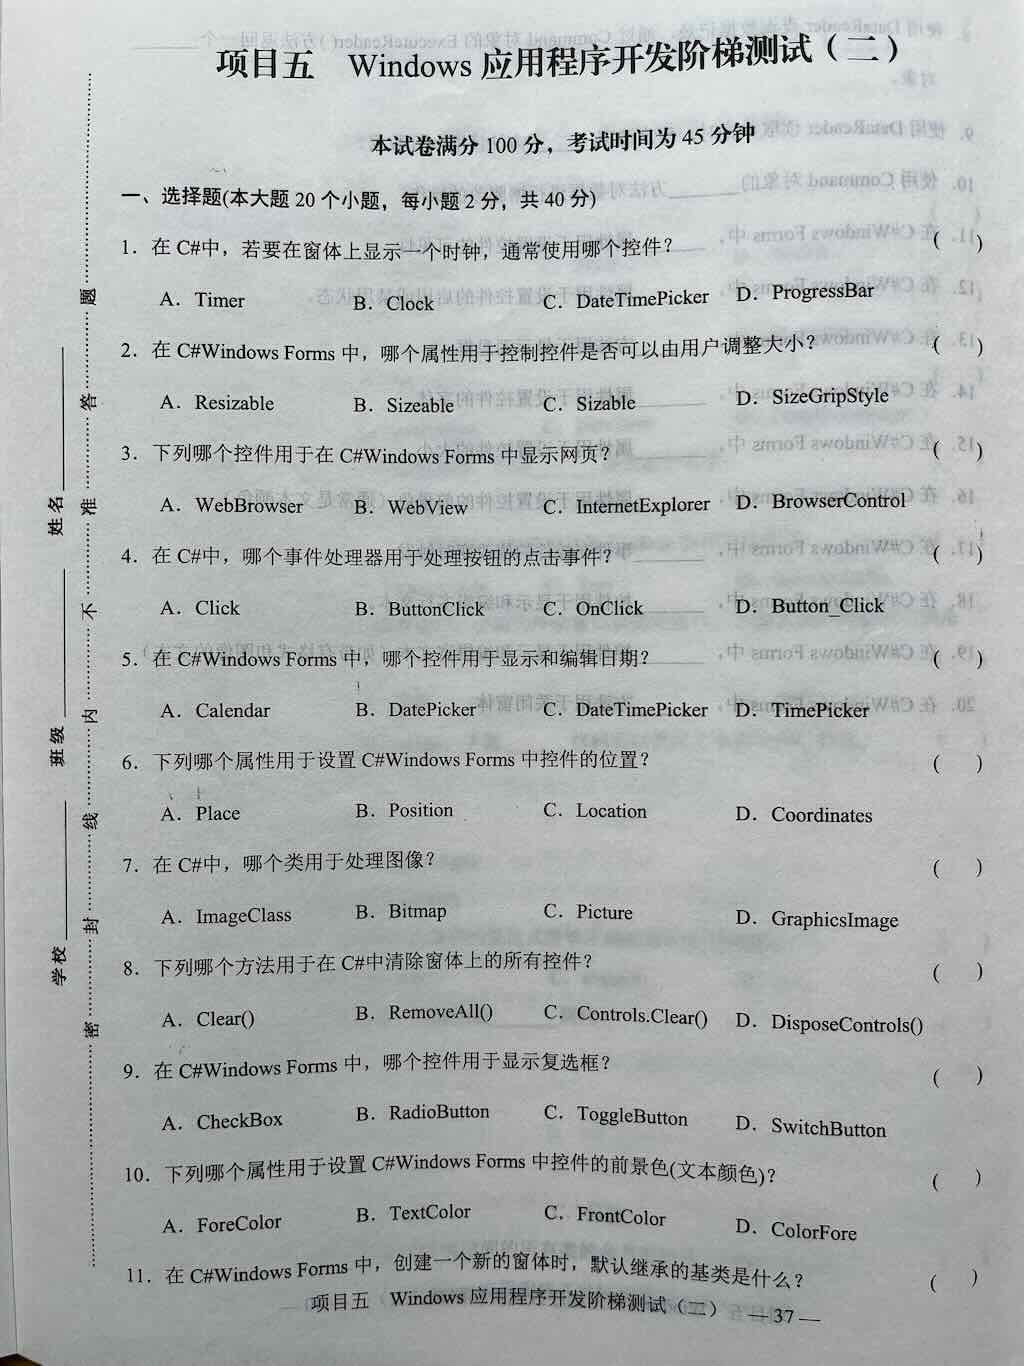 项目五 Windows 应用程序开发阶梯测试(二)
本试卷满分 100 分，考试时间为 45 分钟
一、选择题(本大题 20 个小题，每小题 2 分，共 40 分)
1. 在 C#中，若要在窗体上显示一个时钟，通常使用哪个控件? ( )
A. Timer B. Clock C. DateTimePicker D. ProgressBar
2. 在 C#Windows Forms 中，哪个属性用于控制控件是否可以由用户调整大小? ( )
A. Resizable B. Sizeable C. Sizable D. SizeGripStyle
3. 下列哪个控件用于在 C#Windows Forms 中显示网页? ( )
A. WebBrowser B. WebView C. InternetExplorer D. BrowserControl
4. 在 C#中，哪个事件处理器用于处理按钮的点击事件? ( )
A. Click B. ButtonClick C. OnClick D. Button_Click
5. 在 C#Windows Forms 中，哪个控件用于显示和编辑日期? ( )
A. Calendar B. DatePicker C. DateTimePicker D. TimePicker
6. 下列哪个属性用于设置 C#Windows Forms 中控件的位置? ( )
A. Place B. Position C. Location D. Coordinates
7. 在 C#中，哪个类用于处理图像? ( )
A. ImageClass B. Bitmap C. Picture D. GraphicsImage
8. 下列哪个方法用于在 C#中清除窗体上的所有控件? ( )
A. Clear() B. RemoveAll() C. Controls.Clear() D. DisposeControls()
9. 在 C#Windows Forms 中，哪个控件用于显示复选框? ( )
A. CheckBox B. RadioButton C. ToggleButton D. SwitchButton
10. 下列哪个属性用于设置 C#Windows Forms 中控件的前景色(文本颜色)? ( )
A. ForeColor B. TextColor C. FrontColor D. ColorFore
11. 在 C#Windows Forms 中，创建一个新的窗体时，默认继承的基类是什么? ( )
项目五 Windows 应用程序开发阶梯测试(二) — 37 —
学校 班级 姓名
密 封 线 内 不 准 答 题